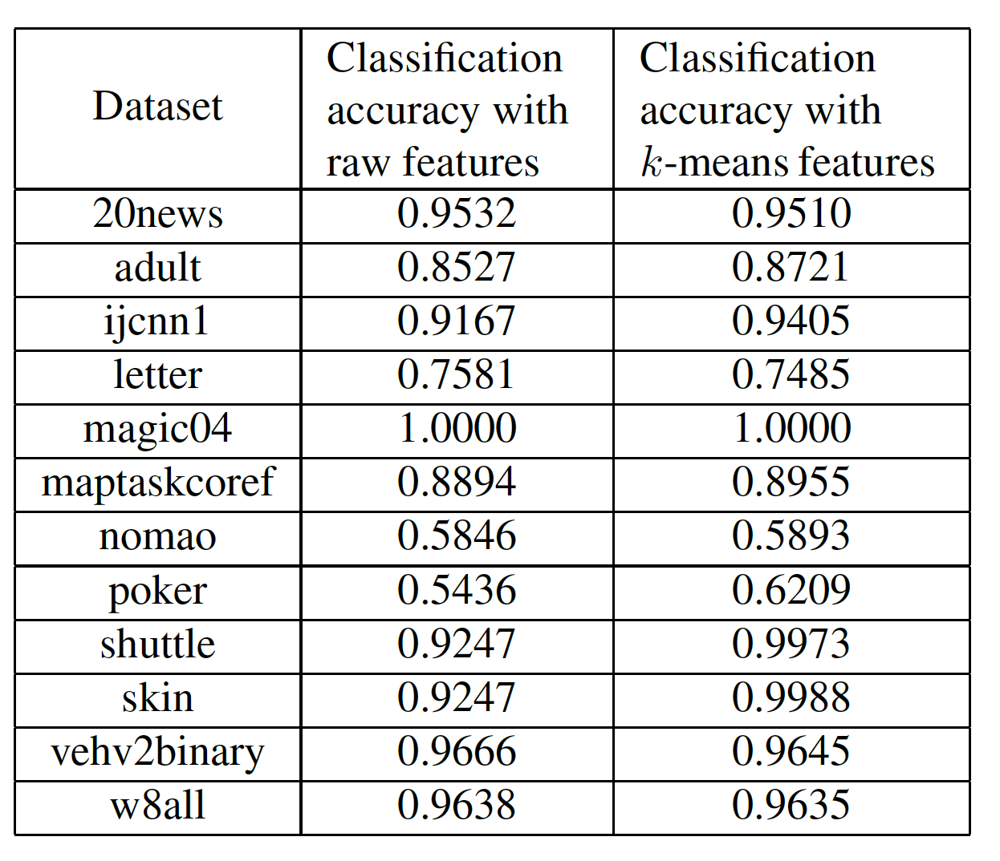 Dataset
Classification
accuracy with
raw features
Classification
accuracy with
k-means features
20news 0.9532 0.9510
adult 0.8527 0.8721
ijcnn1 0.9167 0.9405
letter 0.7581 0.7485
magic04 1.0000 1.0000
maptaskcoref 0.8894 0.8955
nomao 0.5846 0.5893
poker 0.5436 0.6209
shuttle 0.9247 0.9973
skin 0.9247 0.9988
vehv2binary 0.9666 0.9645
w8all 0.9638 0.9635